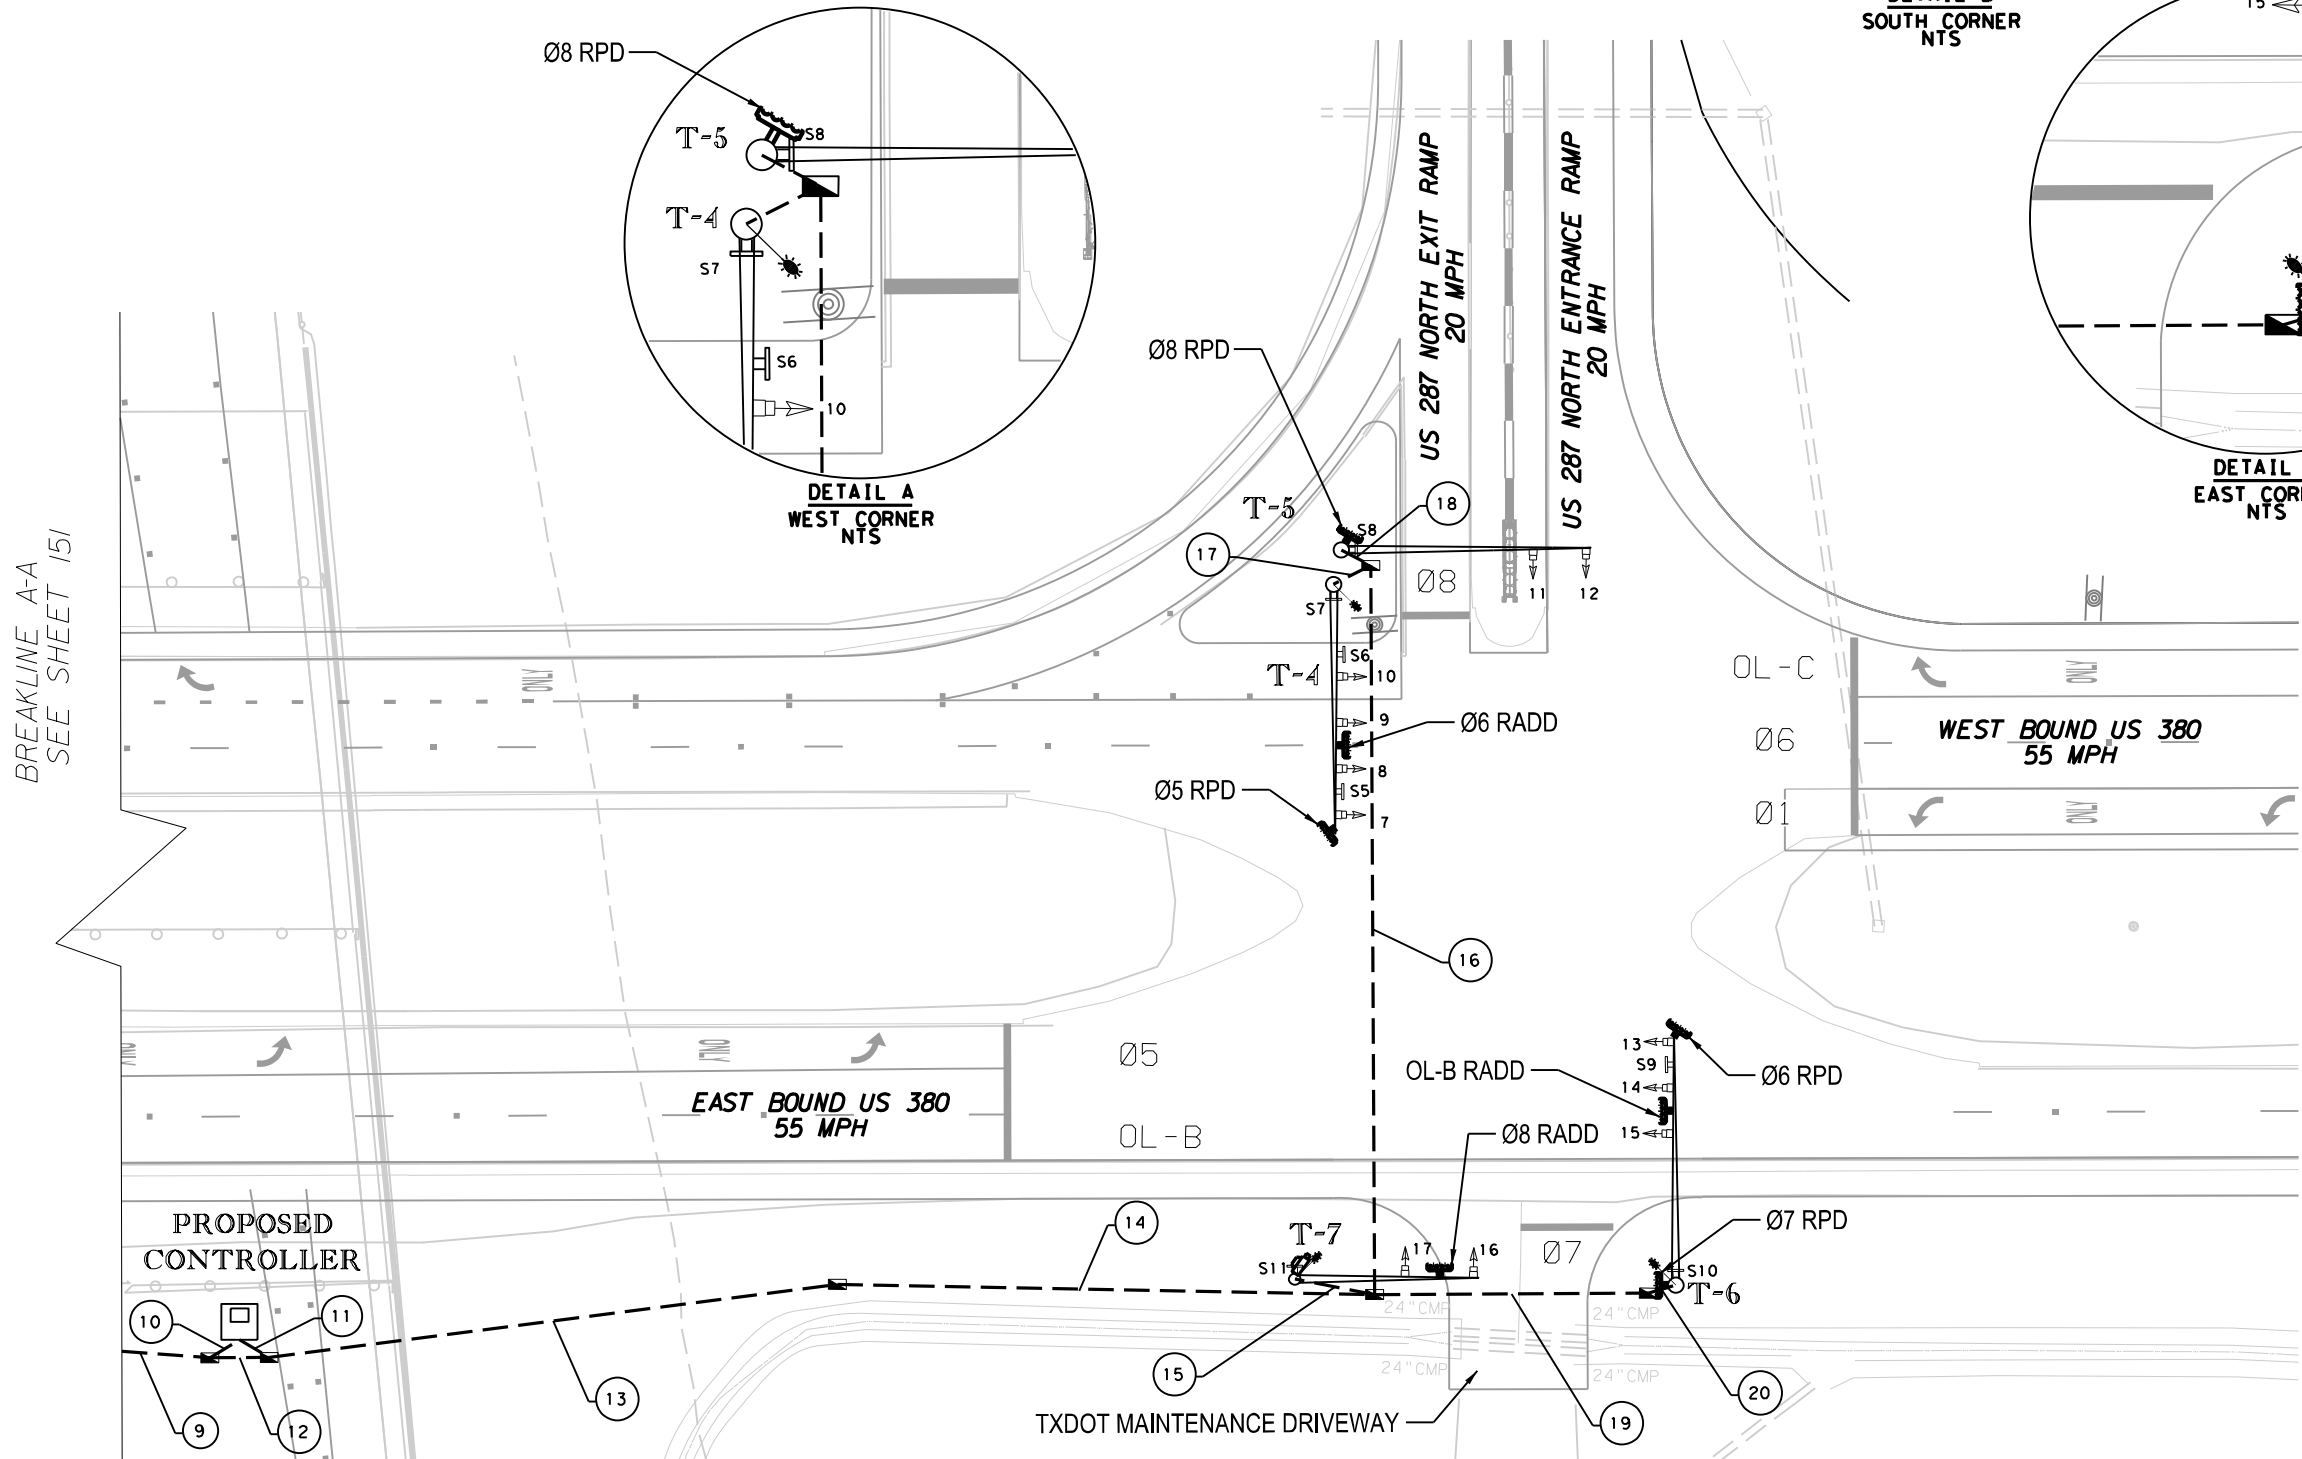 SOUTH CORNER
NTS
15
Ø8 RPD
T-5
S8
T-4
S7
S6
10
DETAIL A
WEST CORNER
NTS
US 287 NORTH EXIT RAMP
20 MPH
US 287 NORTH ENTRANCE RAMP
20 MPH
DETAIL
EAST COR
NTS
Ø8 RPD
T-5
S8
18
17
Ø8
11
12
S7
S6
T-4
10
9
Ø6 RADD
8
S5
Ø5 RPD
7
BREAKLINE A-A
SEE SHEET 151
ONLY
OL-C
ONLY
Ø6
WEST BOUND US 380
55 MPH
Ø1
ONLY
16
ONLY
ONLY
Ø5
13
S9
OL-B RADD
Ø6 RPD
14
EAST BOUND US 380
55 MPH
OL-B
Ø8 RADD
15
PROPOSED
CONTROLLER
14
T-7
S11
17
16
Ø7
Ø7 RPD
S10
T-6
24"CMP
24"CMP
10
11
15
24"CMP
24"CMP
13
20
9
12
TXDOT MAINTENANCE DRIVEWAY
19